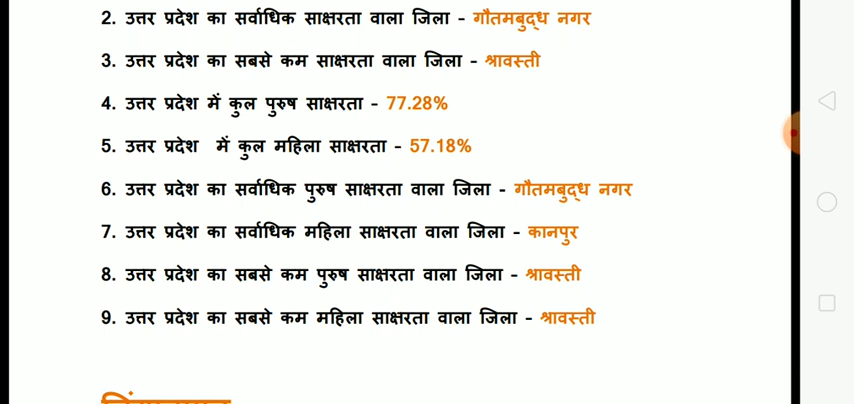 2. उत्तर प्रदेश का सर्वाधिक साक्षरता वाला जिला - गौतमबुद्ध नगर
3. उत्तर प्रदेश का सबसे कम साक्षरता वाला जिला - श्रावस्ती
4. उत्तर प्रदेश में कुल पुरुष साक्षरता - 77.28%
5. उत्तर प्रदेश में कुल महिला साक्षरता - 57.18%
6. उत्तर प्रदेश का सर्वाधिक पुरुष साक्षरता वाला जिला - गौतमबुद्ध नगर
7. उत्तर प्रदेश का सर्वाधिक महिला साक्षरता वाला जिला - कानपुर
8. उत्तर प्रदेश का सबसे कम पुरुष साक्षरता वाला जिला - श्रावस्ती
9. उत्तर प्रदेश का सबसे कम महिला साक्षरता वाला जिला - श्रावस्ती